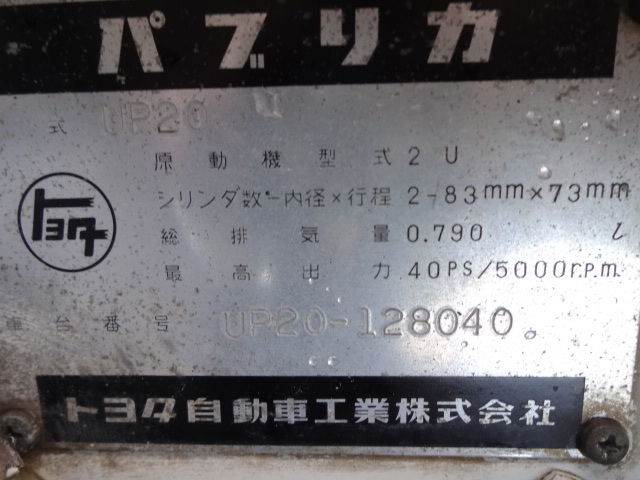 パブリカ
式 UP20
原動機型式 2U
シリンダ数-内径×行程 2-83mm×73mm
トヨタ
総排気量 0.790 l
最高出力 40PS/5000r.p.m.
車台番号 UP20-128040
トヨタ自動車工業株式会社